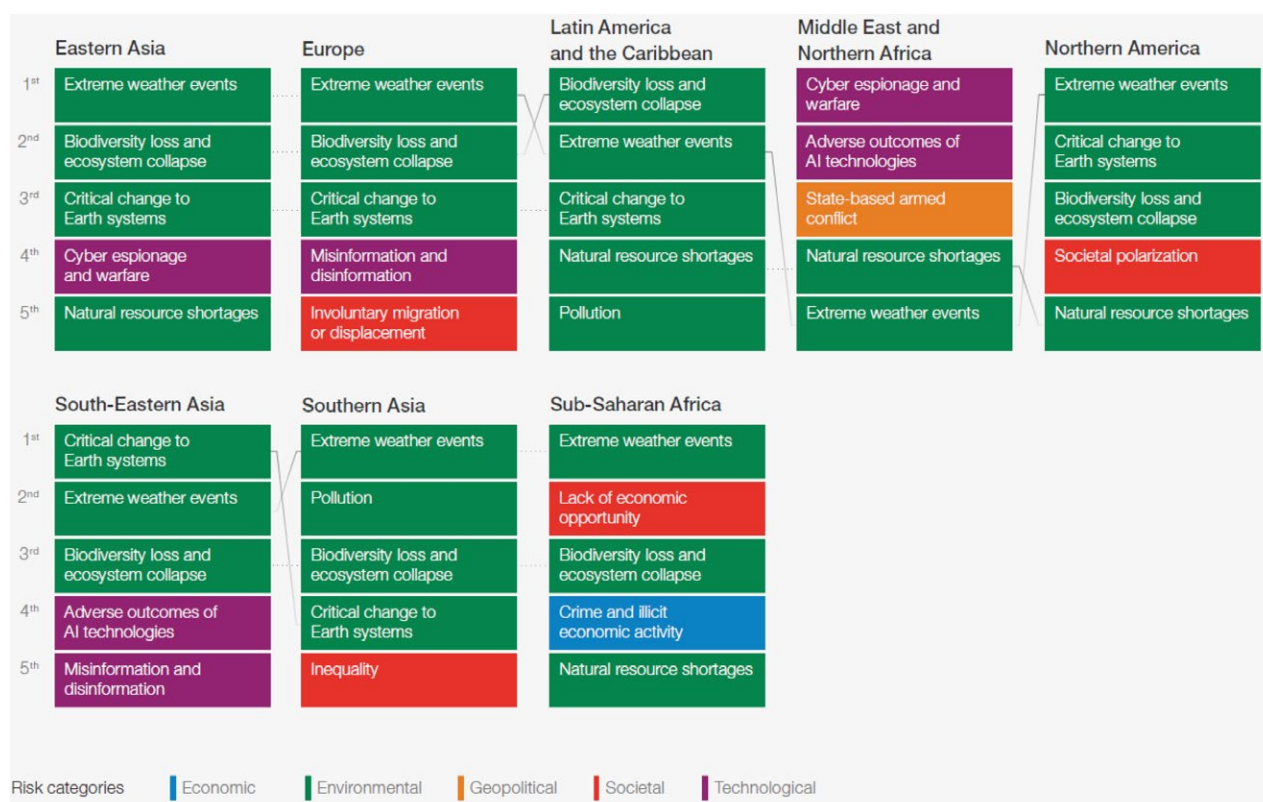 Eastern Asia
1st
Extreme weather events
2nd
Biodiversity loss and
ecosystem collapse
3rd
Critical change to
Earth systems
4th
Cyber espionage
and warfare
5th
Natural resource shortages
Europe
Extreme weather events
Biodiversity loss and
ecosystem collapse
Critical change to
Earth systems
Misinformation and
disinformation
Involuntary migration
or displacement
Latin America
and the Caribbean
Biodiversity loss and
ecosystem collapse
Extreme weather events
Critical change to
Earth systems
Natural resource shortages
Pollution
Middle East and
Northern Africa
Cyber espionage and
warfare
Adverse outcomes of
AI technologies
State-based armed
conflict
Natural resource shortages
Extreme weather events
Northern America
Extreme weather events
Critical change to
Earth systems
Biodiversity loss and
ecosystem collapse
Societal polarization
Natural resource shortages
South-Eastern Asia
1st
Critical change to
Earth systems
2nd
Extreme weather events
3rd
Biodiversity loss and
ecosystem collapse
4th
Adverse outcomes of
AI technologies
5th
Misinformation and
disinformation
Southern Asia
Extreme weather events
Pollution
Biodiversity loss and
ecosystem collapse
Critical change to
Earth systems
Inequality
Sub-Saharan Africa
Extreme weather events
Lack of economic
opportunity
Biodiversity loss and
ecosystem collapse
Crime and illicit
economic activity
Natural resource shortages
Risk categories
Economic
Environmental
Geopolitical
Societal
Technological